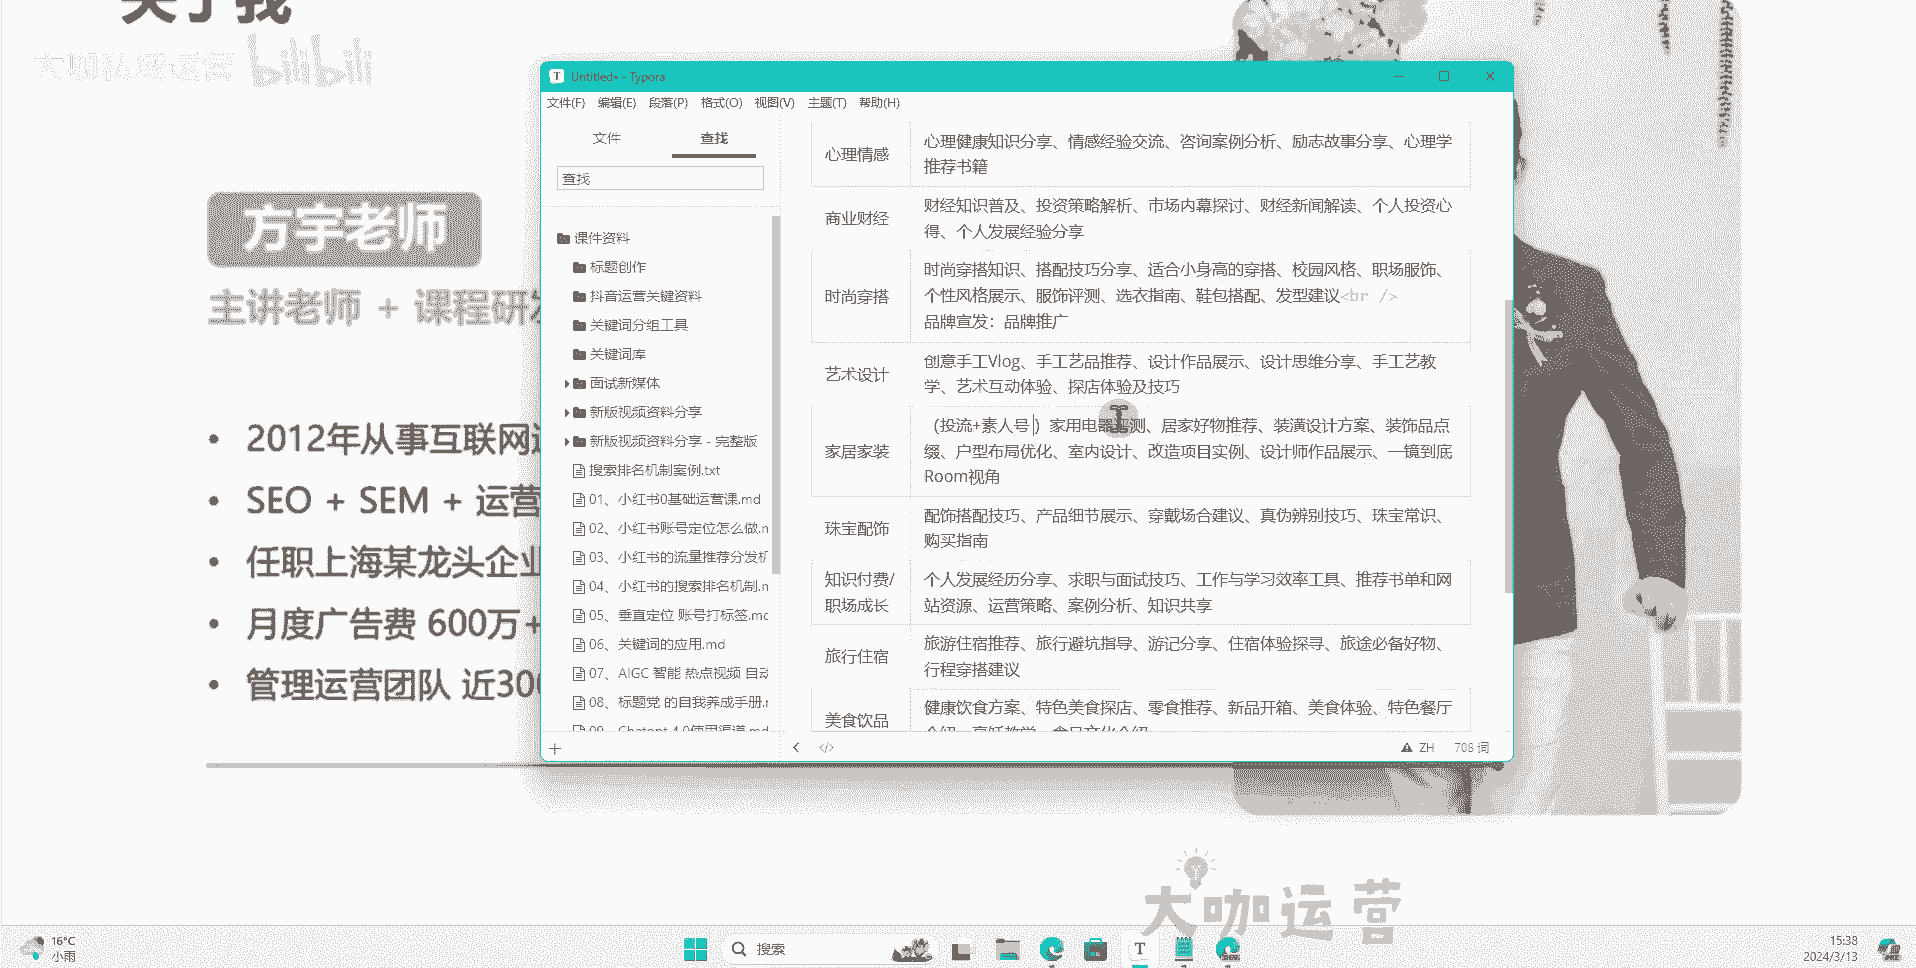 关于我
大咖私域运营 bilibili
方宇老师
主讲老师 + 课程研发
• 2012年从事互联网
• SEO + SEM + 运营
• 任职上海某龙头企业
• 月度广告费 600万+
• 管理运营团队 近300
Untitled• - Typora
文件(F) 编辑(E) 段落(P) 格式(O) 视图(V) 主题(T) 帮助(H)
文件 查找
查找
课件资料
标题创作
抖音运营关键资料
关键词分组工具
关键词库
面试新媒体
新版视频资料分享
新版视频资料分享 - 完整版
搜索排名机制案例.txt
01、小红书0基础运营课.md
02、小红书账号定位怎么做.m
03、小红书的流量推荐分发机
04、小红书的搜索排名机制.m
05、垂直定位 账号打标签.md
06、关键词的应用.md
07、AIGC 智能 热点视频 自动
08、标题党 的自我养成手册.m
09、Chatgpt 4.0使用渠道.md
心理情感
心理健康知识分享、情感经验交流、咨询案例分析、励志故事分享、心理学
推荐书籍
商业财经
财经知识普及、投资策略解析、市场内幕探讨、财经新闻解读、个人投资心
得、个人发展经验分享
时尚穿搭
时尚穿搭知识、搭配技巧分享、适合小身高的穿搭、校园风格、职场服饰、
个性风格展示、服饰评测、选衣指南、鞋包搭配、发型建议<br />
品牌宣发：品牌推广
艺术设计
创意手工Vlog、手工艺品推荐、设计作品展示、设计思维分享、手工艺教
学、艺术互动体验、探店体验及技巧
家居家装
（投流+素人号）家用电器评测、居家好物推荐、装潢设计方案、装饰品点
缀、户型布局优化、室内设计、改造项目实例、设计师作品展示、一镜到底
Room视角
珠宝配饰
配饰搭配技巧、产品细节展示、穿戴场合建议、真伪辨别技巧、珠宝常识、
购买指南
知识付费/
职场成长
个人发展经历分享、求职与面试技巧、工作与学习效率工具、推荐书单和网
站资源、运营策略、案例分析、知识共享
旅行住宿
旅游住宿推荐、旅行避坑指导、游记分享、住宿体验探寻、旅途必备好物、
行程穿搭建议
美食饮品
健康饮食方案、特色美食探店、零食推荐、新品开箱、美食体验、特色餐厅
介绍、烹饪教学、食品文化介绍
ZH 708 词
大咖运营
16°C
小雨
搜索
15:38
2024/3/13